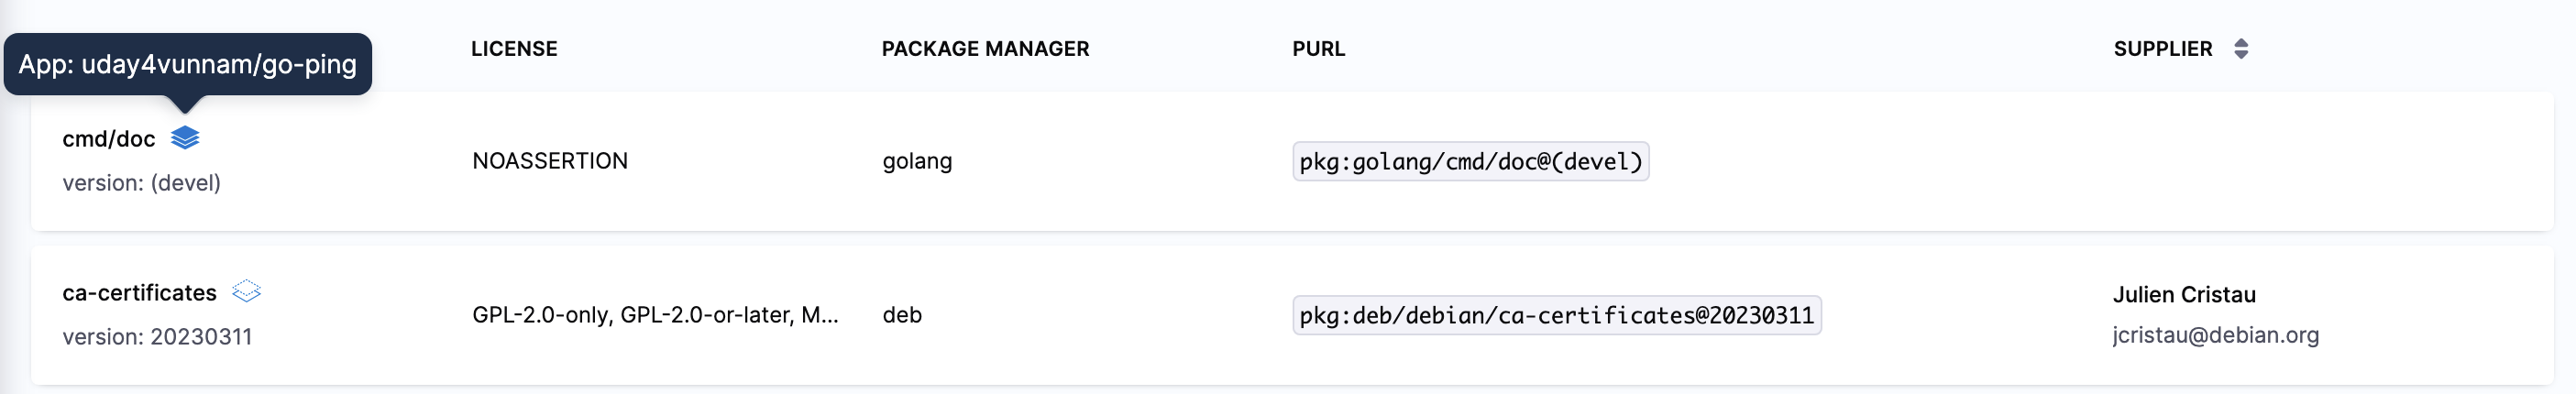 App: uday4vunnam/go-ping
LICENSE PACKAGE MANAGER PURL SUPPLIER
cmd/doc
version: (devel)
NOASSERTION
golang
pkg:golang/cmd/doc@(devel)
ca-certificates
version: 20230311
GPL-2.0-only, GPL-2.0-or-later, M...
deb
pkg:deb/debian/ca-certificates@20230311
Julien Cristau
jcristau@debian.org